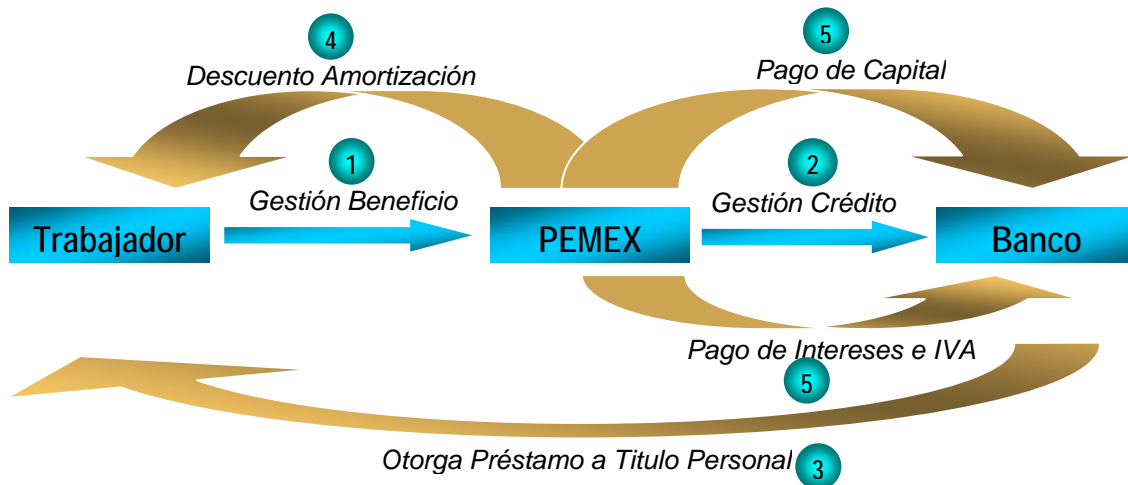 4
5
Descuento Amortización
Pago de Capital
1
2
Gestión Beneficio
Gestión Crédito
Trabajador
PEMEX
Banco
Pago de Intereses e IVA
5
Otorga Préstamo a Titulo Personal
3